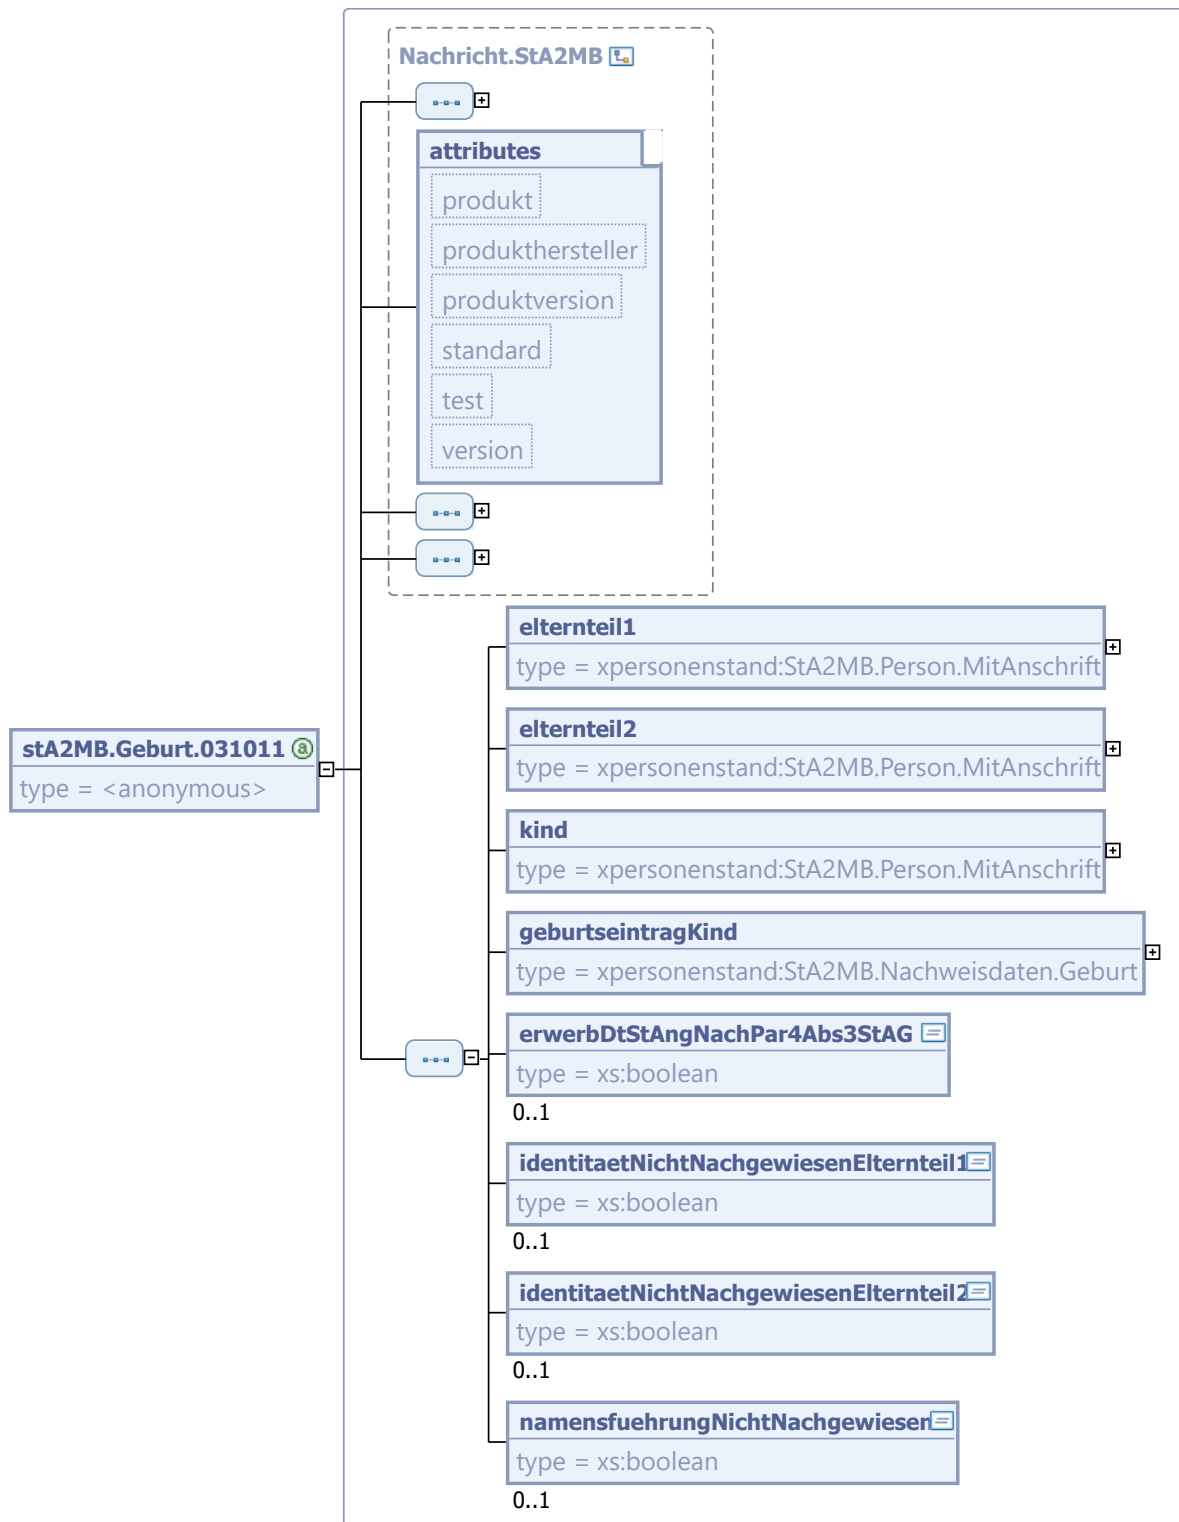 Nachricht.StA2MB
attributes
produkt
produkthersteller
produktversion
standard
test
version
elternteil1
type = xpersonenstand:StA2MB.Person.MitAnschrift
elternteil2
type = xpersonenstand:StA2MB.Person.MitAnschrift
stA2MB.Geburt.031011
type = <anonymous>
kind
type = xpersonenstand:StA2MB.Person.MitAnschrift
geburtseintragKind
type = xpersonenstand:StA2MB.Nachweisdaten.Geburt
erwerbDtStAngNachPar4Abs3StAG
type = xs:boolean
0..1
identitaetNichtNachgewiesenElternteil1
type = xs:boolean
0..1
identitaetNichtNachgewiesenElternteil2
type = xs:boolean
0..1
namensfuehrungNichtNachgewiesen
type = xs:boolean
0..1